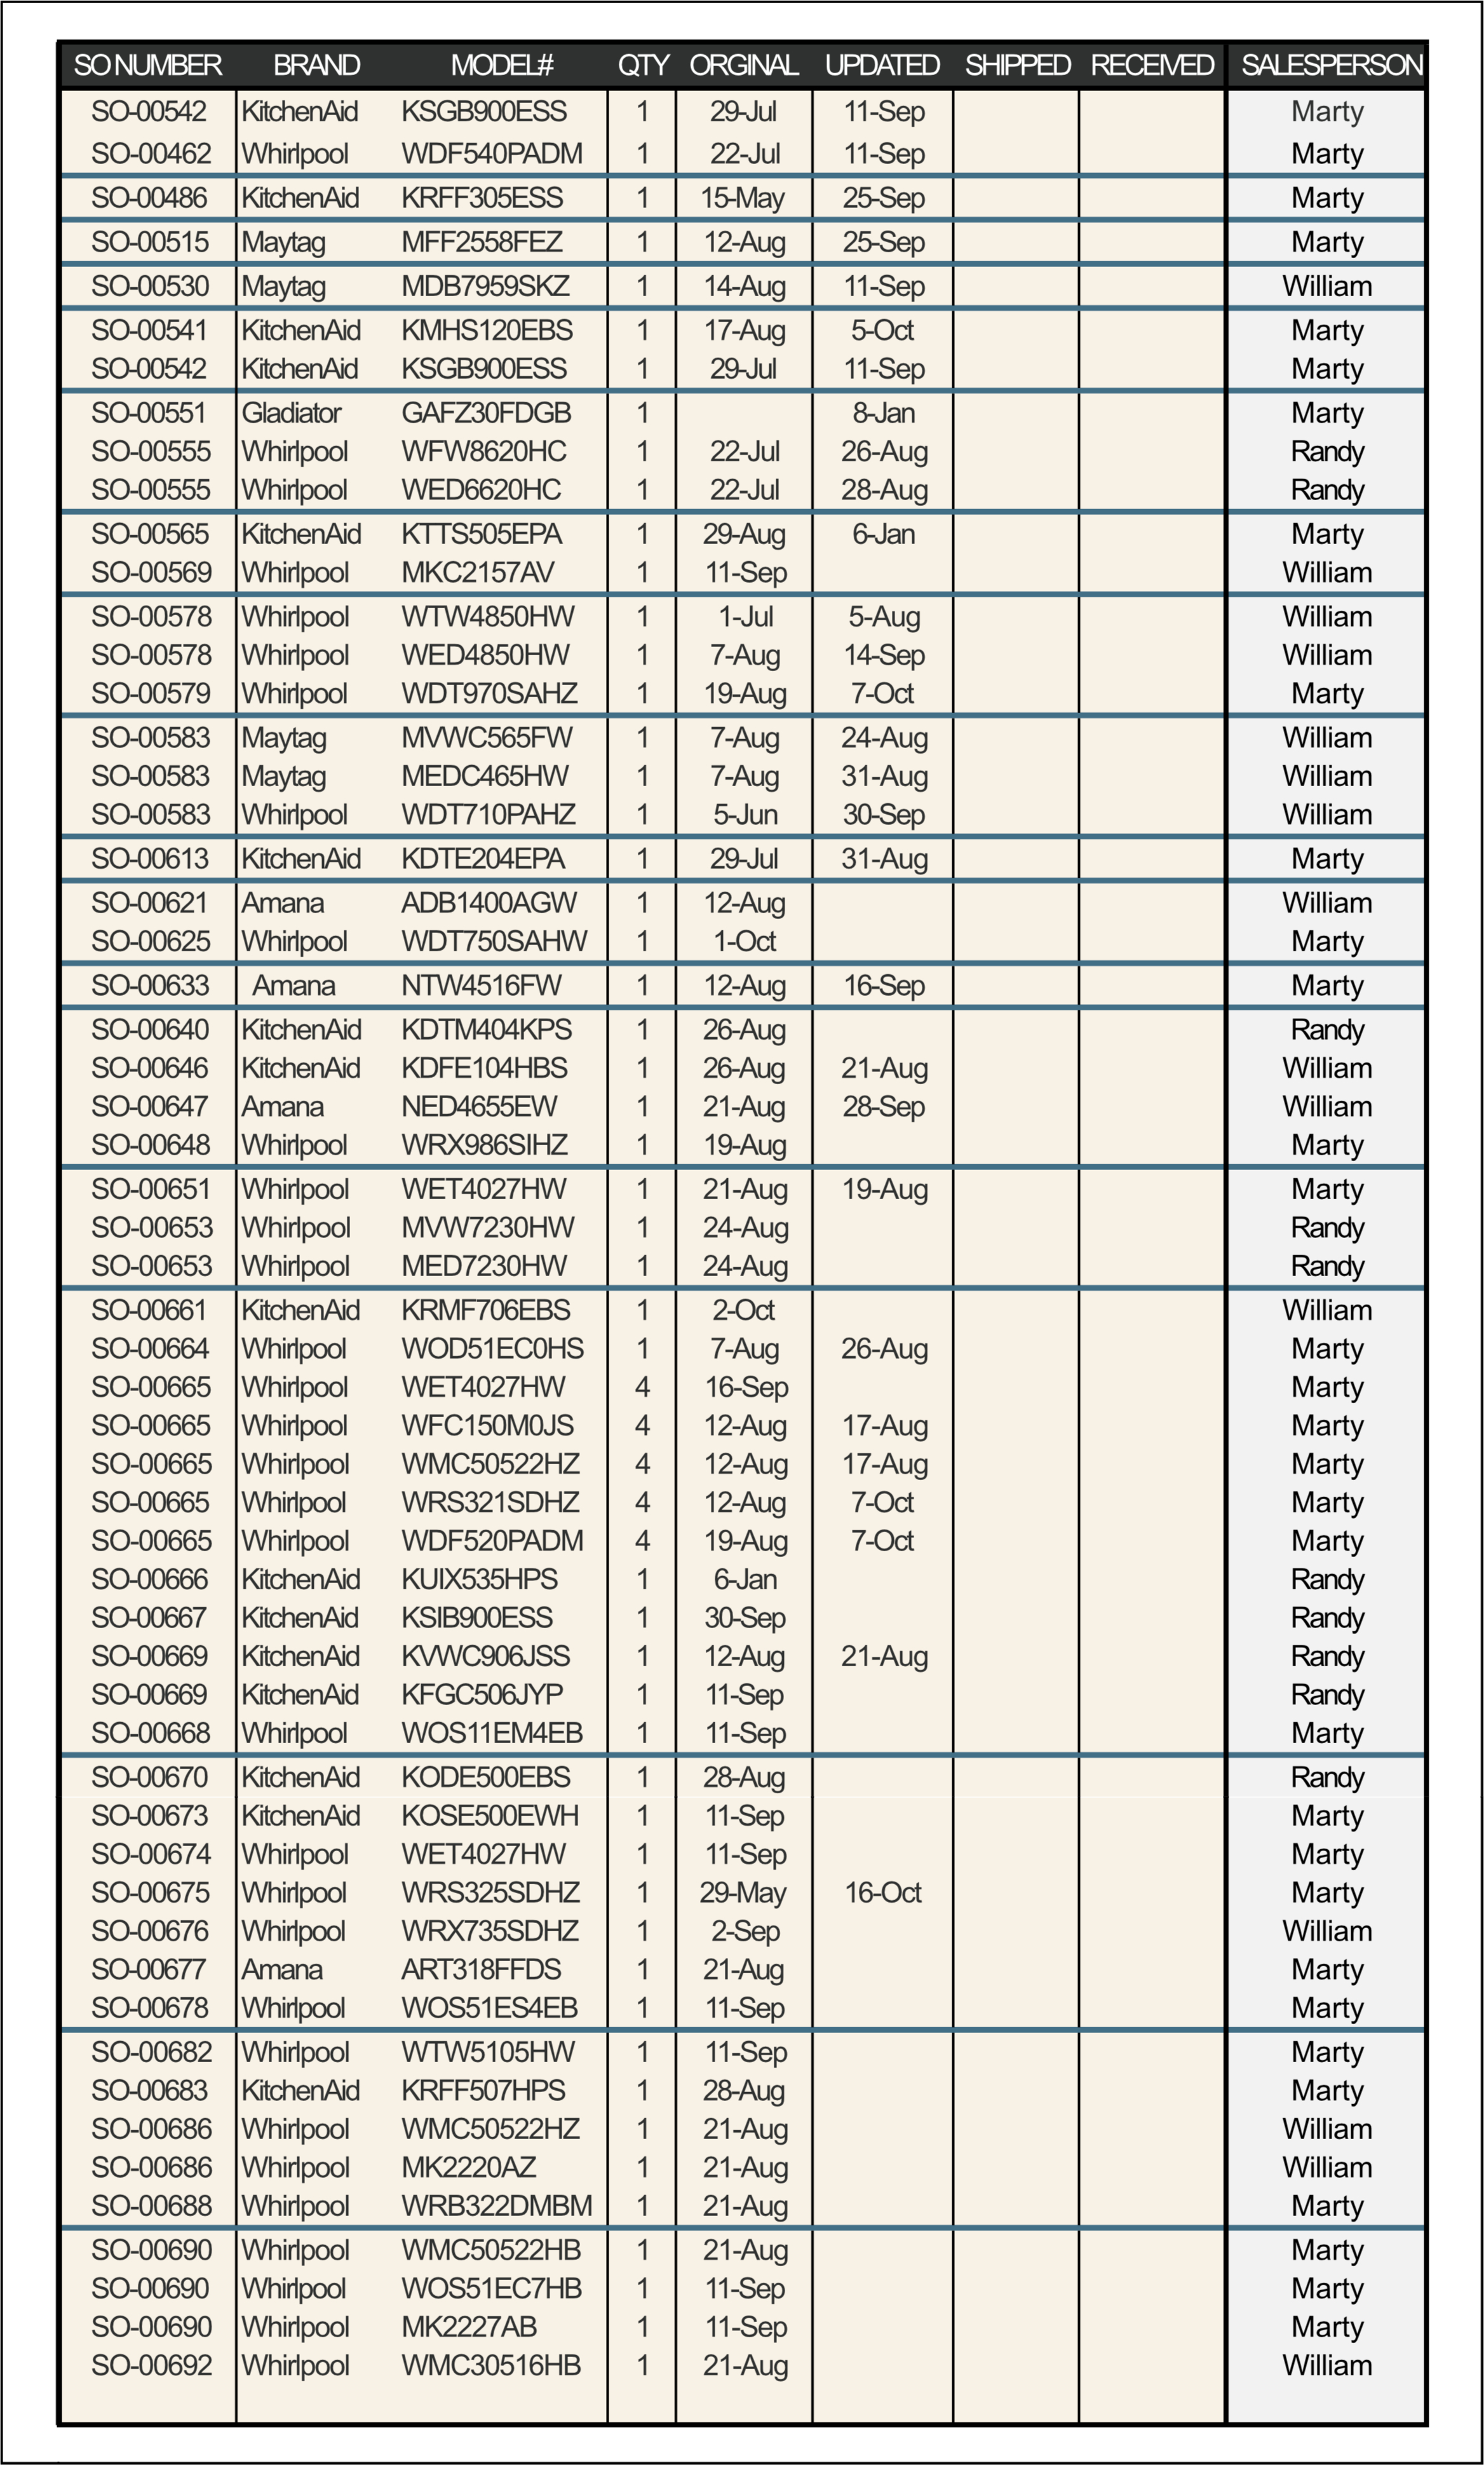 SO NUMBER BRAND MODEL# QTY ORGINAL UPDATED SHIPPED RECEIVED SALESPERSON
SO-00542 KitchenAid KSGB900ESS 1 29-Jul 11-Sep Marty
SO-00462 Whirlpool WDF540PADM 1 22-Jul 11-Sep Marty
SO-00486 KitchenAid KRFF305ESS 1 15-May 25-Sep Marty
SO-00515 Maytag MFF2558FEZ 1 12-Aug 25-Sep Marty
SO-00530 Maytag MDB7959SKZ 1 14-Aug 11-Sep William
SO-00541 KitchenAid KMHS120EBS 1 17-Aug 5-Oct Marty
SO-00542 KitchenAid KSGB900ESS 1 29-Jul 11-Sep Marty
SO-00551 Gladiator GAFZ30FDGB 1 8-Jan Marty
SO-00555 Whirlpool WFW8620HC 1 22-Jul 26-Aug Randy
SO-00555 Whirlpool WED6620HC 1 22-Jul 28-Aug Randy
SO-00565 KitchenAid KTTS505EPA 1 29-Aug 6-Jan Marty
SO-00569 Whirlpool MKC2157AV 1 11-Sep William
SO-00578 Whirlpool WTW4850HW 1 1-Jul 5-Aug William
SO-00578 Whirlpool WED4850HW 1 7-Aug 14-Sep William
SO-00579 Whirlpool WDT970SAHZ 1 19-Aug 7-Oct Marty
SO-00583 Maytag MVWC565FW 1 7-Aug 24-Aug William
SO-00583 Maytag MEDC465HW 1 7-Aug 31-Aug William
SO-00583 Whirlpool WDT710PAHZ 1 5-Jun 30-Sep William
SO-00613 KitchenAid KDTE204EPA 1 29-Jul 31-Aug Marty
SO-00621 Amana ADB1400AGW 1 12-Aug William
SO-00625 Whirlpool WDT750SAHW 1 1-Oct Marty
SO-00633 Amana NTW4516FW 1 12-Aug 16-Sep Marty
SO-00640 KitchenAid KDTM404KPS 1 26-Aug Randy
SO-00646 KitchenAid KDFE104HBS 1 26-Aug 21-Aug William
SO-00647 Amana NED4655EW 1 21-Aug 28-Sep William
SO-00648 Whirlpool WRX986SIHZ 1 19-Aug Marty
SO-00651 Whirlpool WET4027HW 1 21-Aug 19-Aug Marty
SO-00653 Whirlpool MVW7230HW 1 24-Aug Randy
SO-00653 Whirlpool MED7230HW 1 24-Aug Randy
SO-00661 KitchenAid KRMF706EBS 1 2-Oct William
SO-00664 Whirlpool WOD51EC0HS 1 7-Aug 26-Aug Marty
SO-00665 Whirlpool WET4027HW 4 16-Sep Marty
SO-00665 Whirlpool WFC150M0JS 4 12-Aug 17-Aug Marty
SO-00665 Whirlpool WMC50522HZ 4 12-Aug 17-Aug Marty
SO-00665 Whirlpool WRS321SDHZ 4 12-Aug 7-Oct Marty
SO-00665 Whirlpool WDF520PADM 4 19-Aug 7-Oct Marty
SO-00666 KitchenAid KUIX535HPS 1 6-Jan Randy
SO-00667 KitchenAid KSIB900ESS 1 30-Sep Randy
SO-00669 KitchenAid KVWC906JSS 1 12-Aug 21-Aug Randy
SO-00669 KitchenAid KFGC506JYP 1 11-Sep Randy
SO-00668 Whirlpool WOS11EM4EB 1 11-Sep Marty
SO-00670 KitchenAid KODE500EBS 1 28-Aug Randy
SO-00673 KitchenAid KOSE500EWH 1 11-Sep Marty
SO-00674 Whirlpool WET4027HW 1 11-Sep Marty
SO-00675 Whirlpool WRS325SDHZ 1 29-May 16-Oct Marty
SO-00676 Whirlpool WRX735SDHZ 1 2-Sep William
SO-00677 Amana ART318FFDS 1 21-Aug Marty
SO-00678 Whirlpool WOS51ES4EB 1 11-Sep Marty
SO-00682 Whirlpool WTW5105HW 1 11-Sep Marty
SO-00683 KitchenAid KRFF507HPS 1 28-Aug Marty
SO-00686 Whirlpool WMC50522HZ 1 21-Aug William
SO-00686 Whirlpool MK2220AZ 1 21-Aug William
SO-00688 Whirlpool WRB322DMBM 1 21-Aug Marty
SO-00690 Whirlpool WMC50522HB 1 21-Aug Marty
SO-00690 Whirlpool WOS51EC7HB 1 11-Sep Marty
SO-00690 Whirlpool MK2227AB 1 11-Sep Marty
SO-00692 Whirlpool WMC30516HB 1 21-Aug William